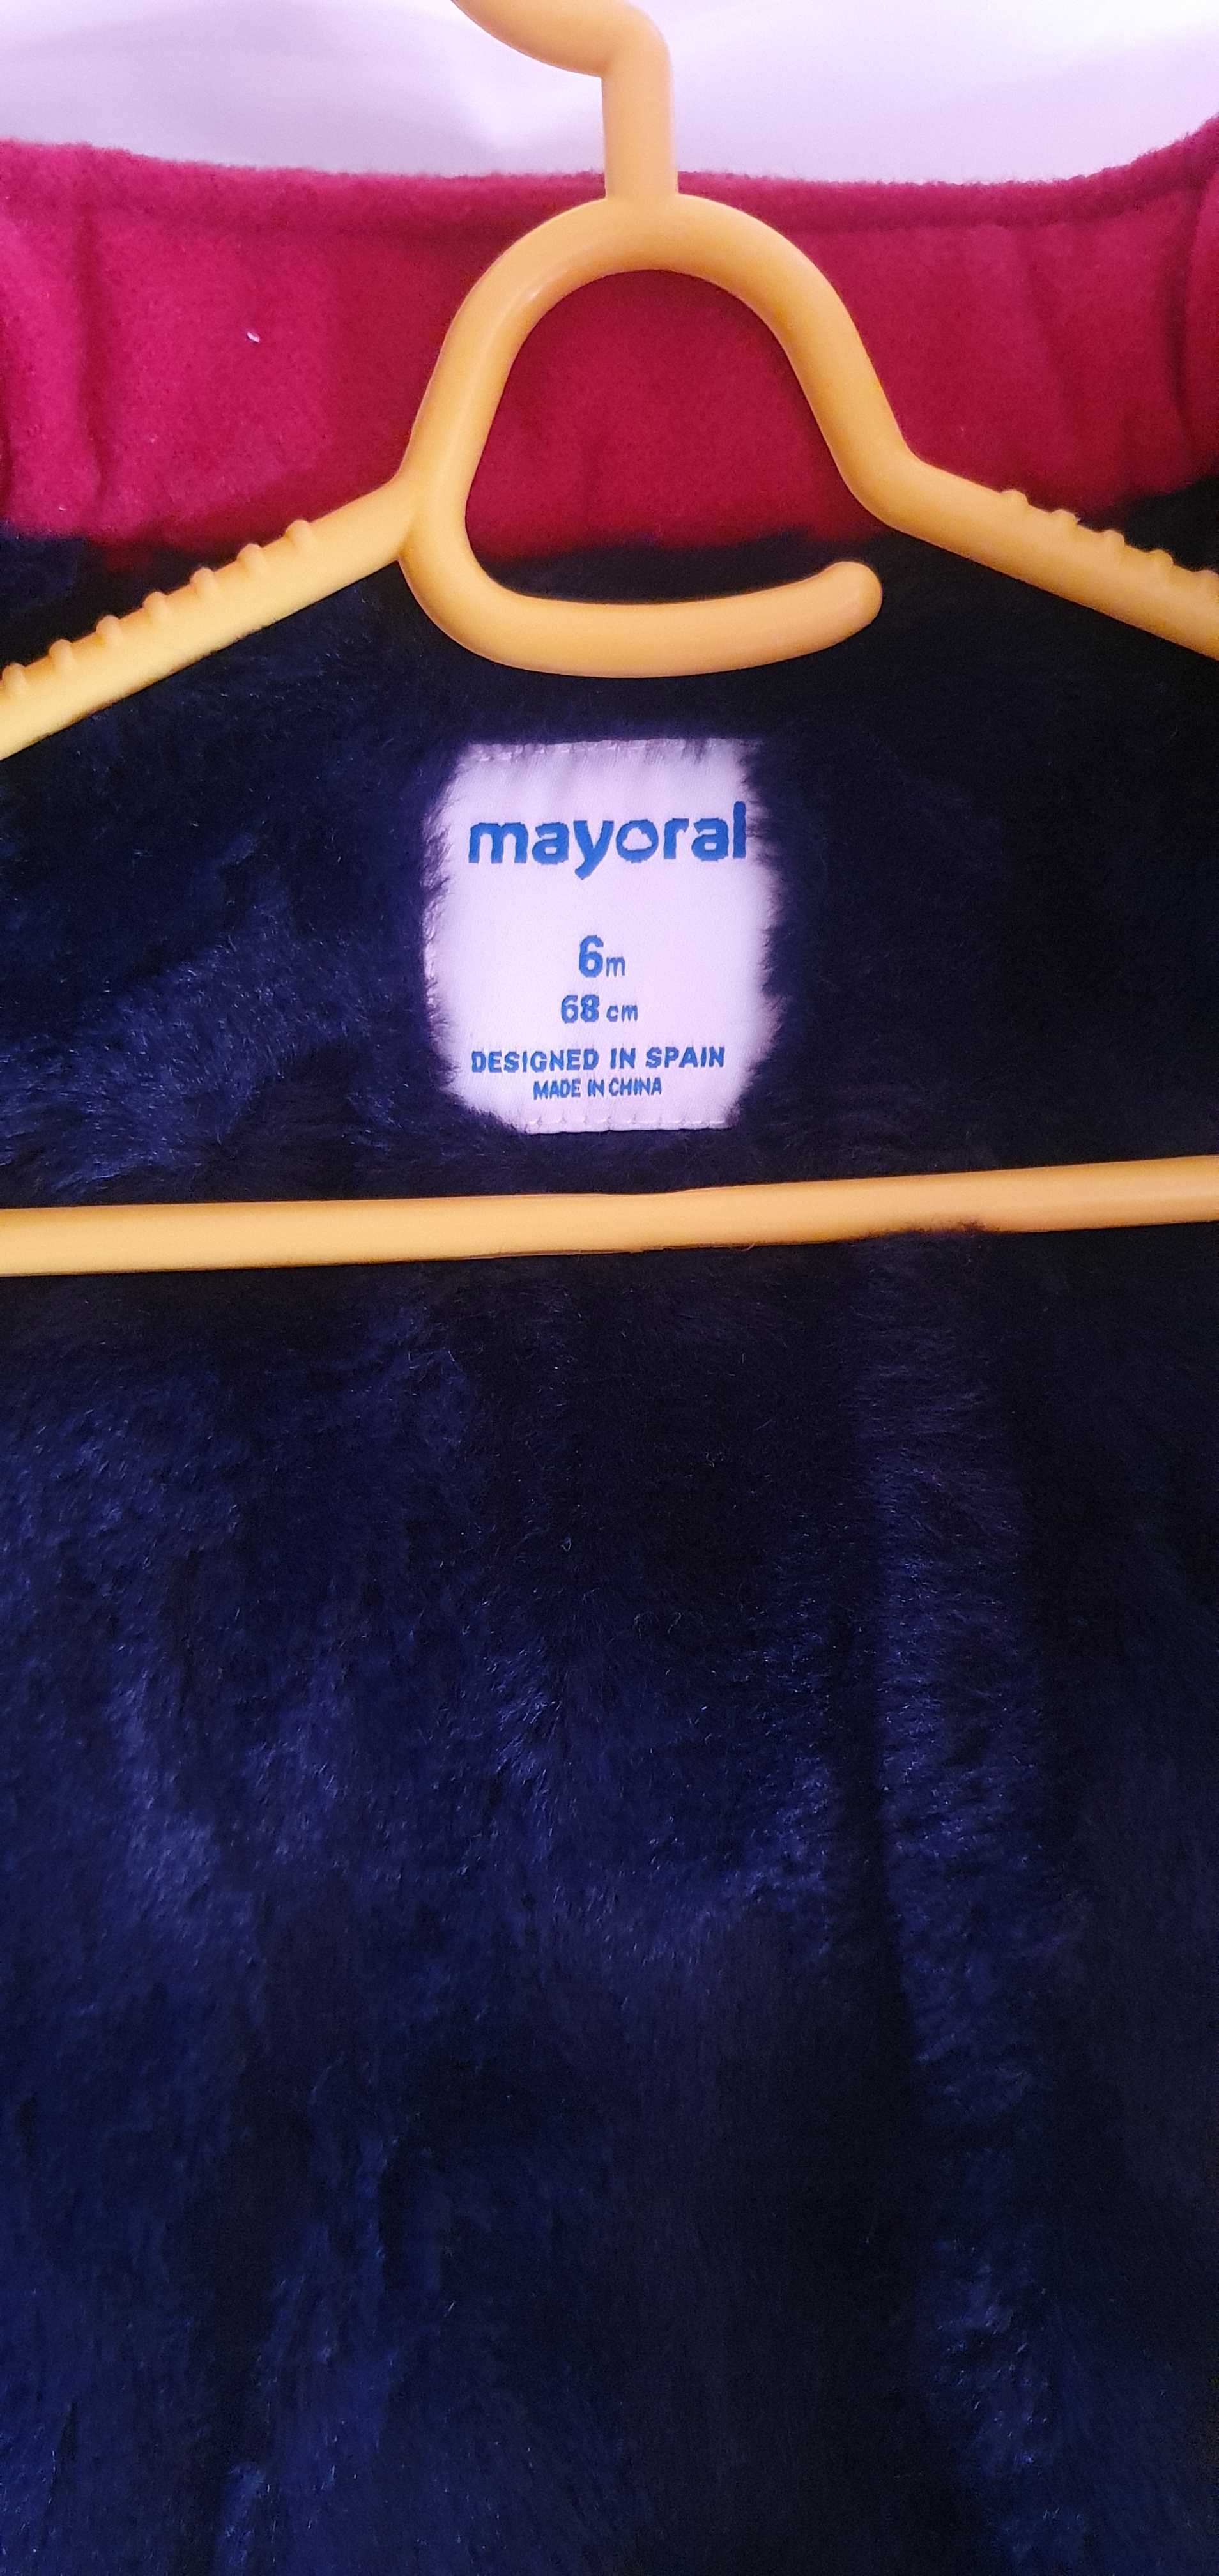 mayoral
6m
68 cm
DESIGNED IN SPAIN
MADE IN CHINA